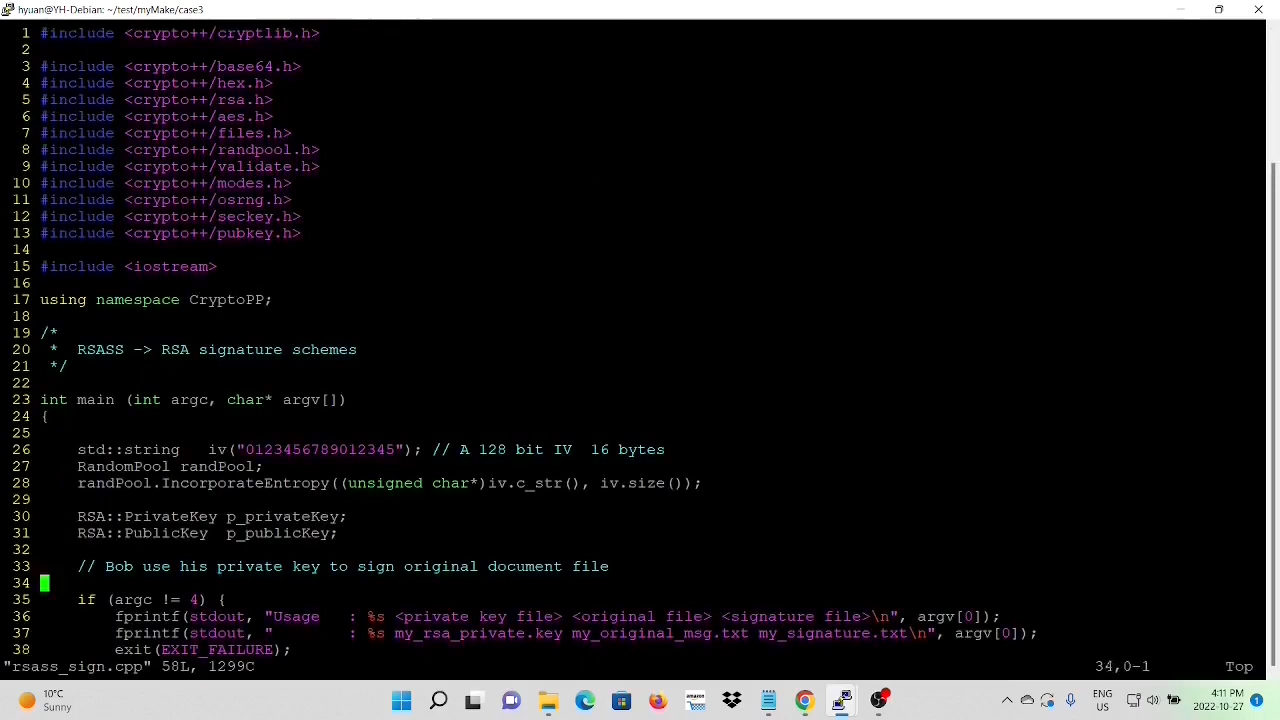 hyuan@YH-Debian: ~/test/myMake/case3
1 #include <crypto++/cryptlib.h>
2
3 #include <crypto++/base64.h>
4 #include <crypto++/hex.h>
5 #include <crypto++/rsa.h>
6 #include <crypto++/aes.h>
7 #include <crypto++/files.h>
8 #include <crypto++/randpool.h>
9 #include <crypto++/validate.h>
10 #include <crypto++/modes.h>
11 #include <crypto++/osrng.h>
12 #include <crypto++/seckey.h>
13 #include <crypto++/pubkey.h>
14
15 #include <iostream>
16
17 using namespace CryptoPP;
18
19 /*
20  *  RSASS -> RSA signature schemes
21  */
22
23 int main (int argc, char* argv[])
24 {
25
26     std::string   iv("0123456789012345"); // A 128 bit IV  16 bytes
27     RandomPool randPool;
28     randPool.IncorporateEntropy((unsigned char*)iv.c_str(), iv.size());
29
30     RSA::PrivateKey p_privateKey;
31     RSA::PublicKey  p_publicKey;
32
33     // Bob use his private key to sign original document file
34
35     if (argc != 4) {
36         fprintf(stdout, "Usage   : %s <private key file> <original file> <signature file>\n", argv[0]);
37         fprintf(stdout, "        : %s my_rsa_private.key my_original_msg.txt my_signature.txt\n", argv[0]);
38         exit(EXIT_FAILURE);
"rsass_sign.cpp" 58L, 1299C 34,0-1 Top
10°C
Sunny
amazon
ENG
US
4:11 PM
2022-10-27
1